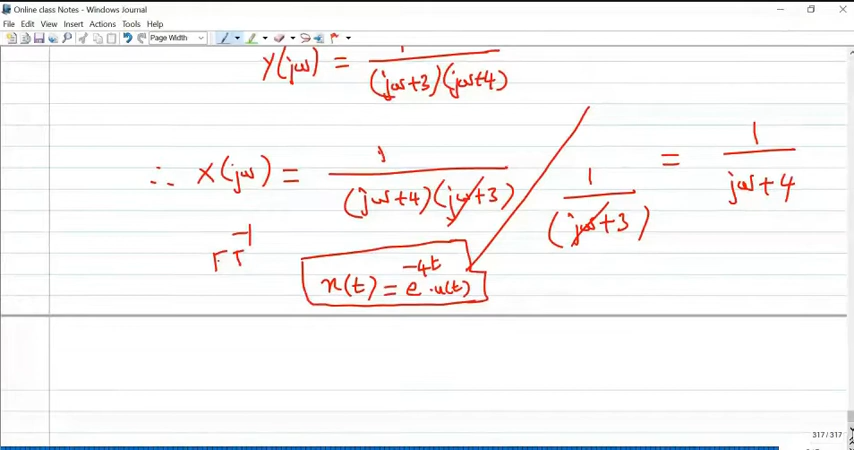 Online class Notes - Windows Journal
File Edit View Insert Actions Tools Help
Page Width
Y(jω) = 1 / (jω+3)(jω+4)
∴ X(jω) = 1 / (jω+4)(jω+3) / 1 / (jω+3) = 1 / jω+4
FT⁻¹
x(t) = e^-4t . u(t)
317 / 317